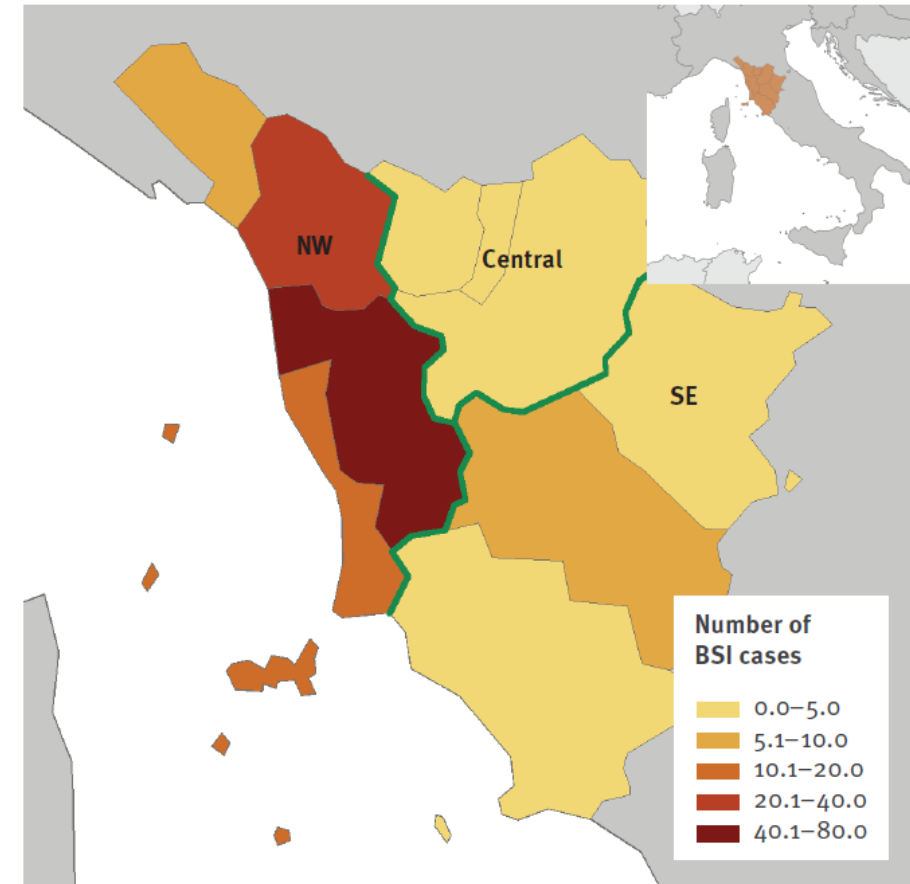 NW
Central
SE
Number of
BSI cases
0.0–5.0
5.1–10.0
10.1–20.0
20.1–40.0
40.1–80.0